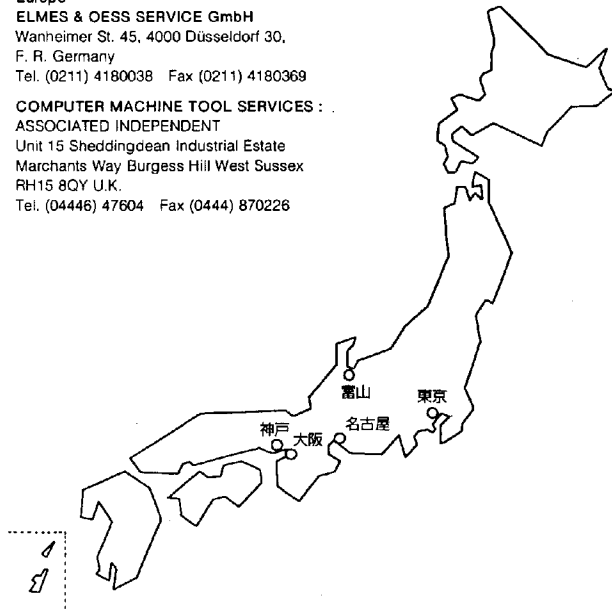 Europe
ELMES & OESS SERVICE GmbH
Wanheimer St. 45, 4000 Düsseldorf 30,
F. R. Germany
Tel. (0211) 4180038 Fax (0211) 4180369
COMPUTER MACHINE TOOL SERVICES :
ASSOCIATED INDEPENDENT
Unit 15 Sheddingdean Industrial Estate
Marchants Way Burgess Hill West Sussex
RH15 8QY U.K.
Tel. (04446) 47604 Fax (0444) 870226
富山
東京
神戸
大阪
名古屋